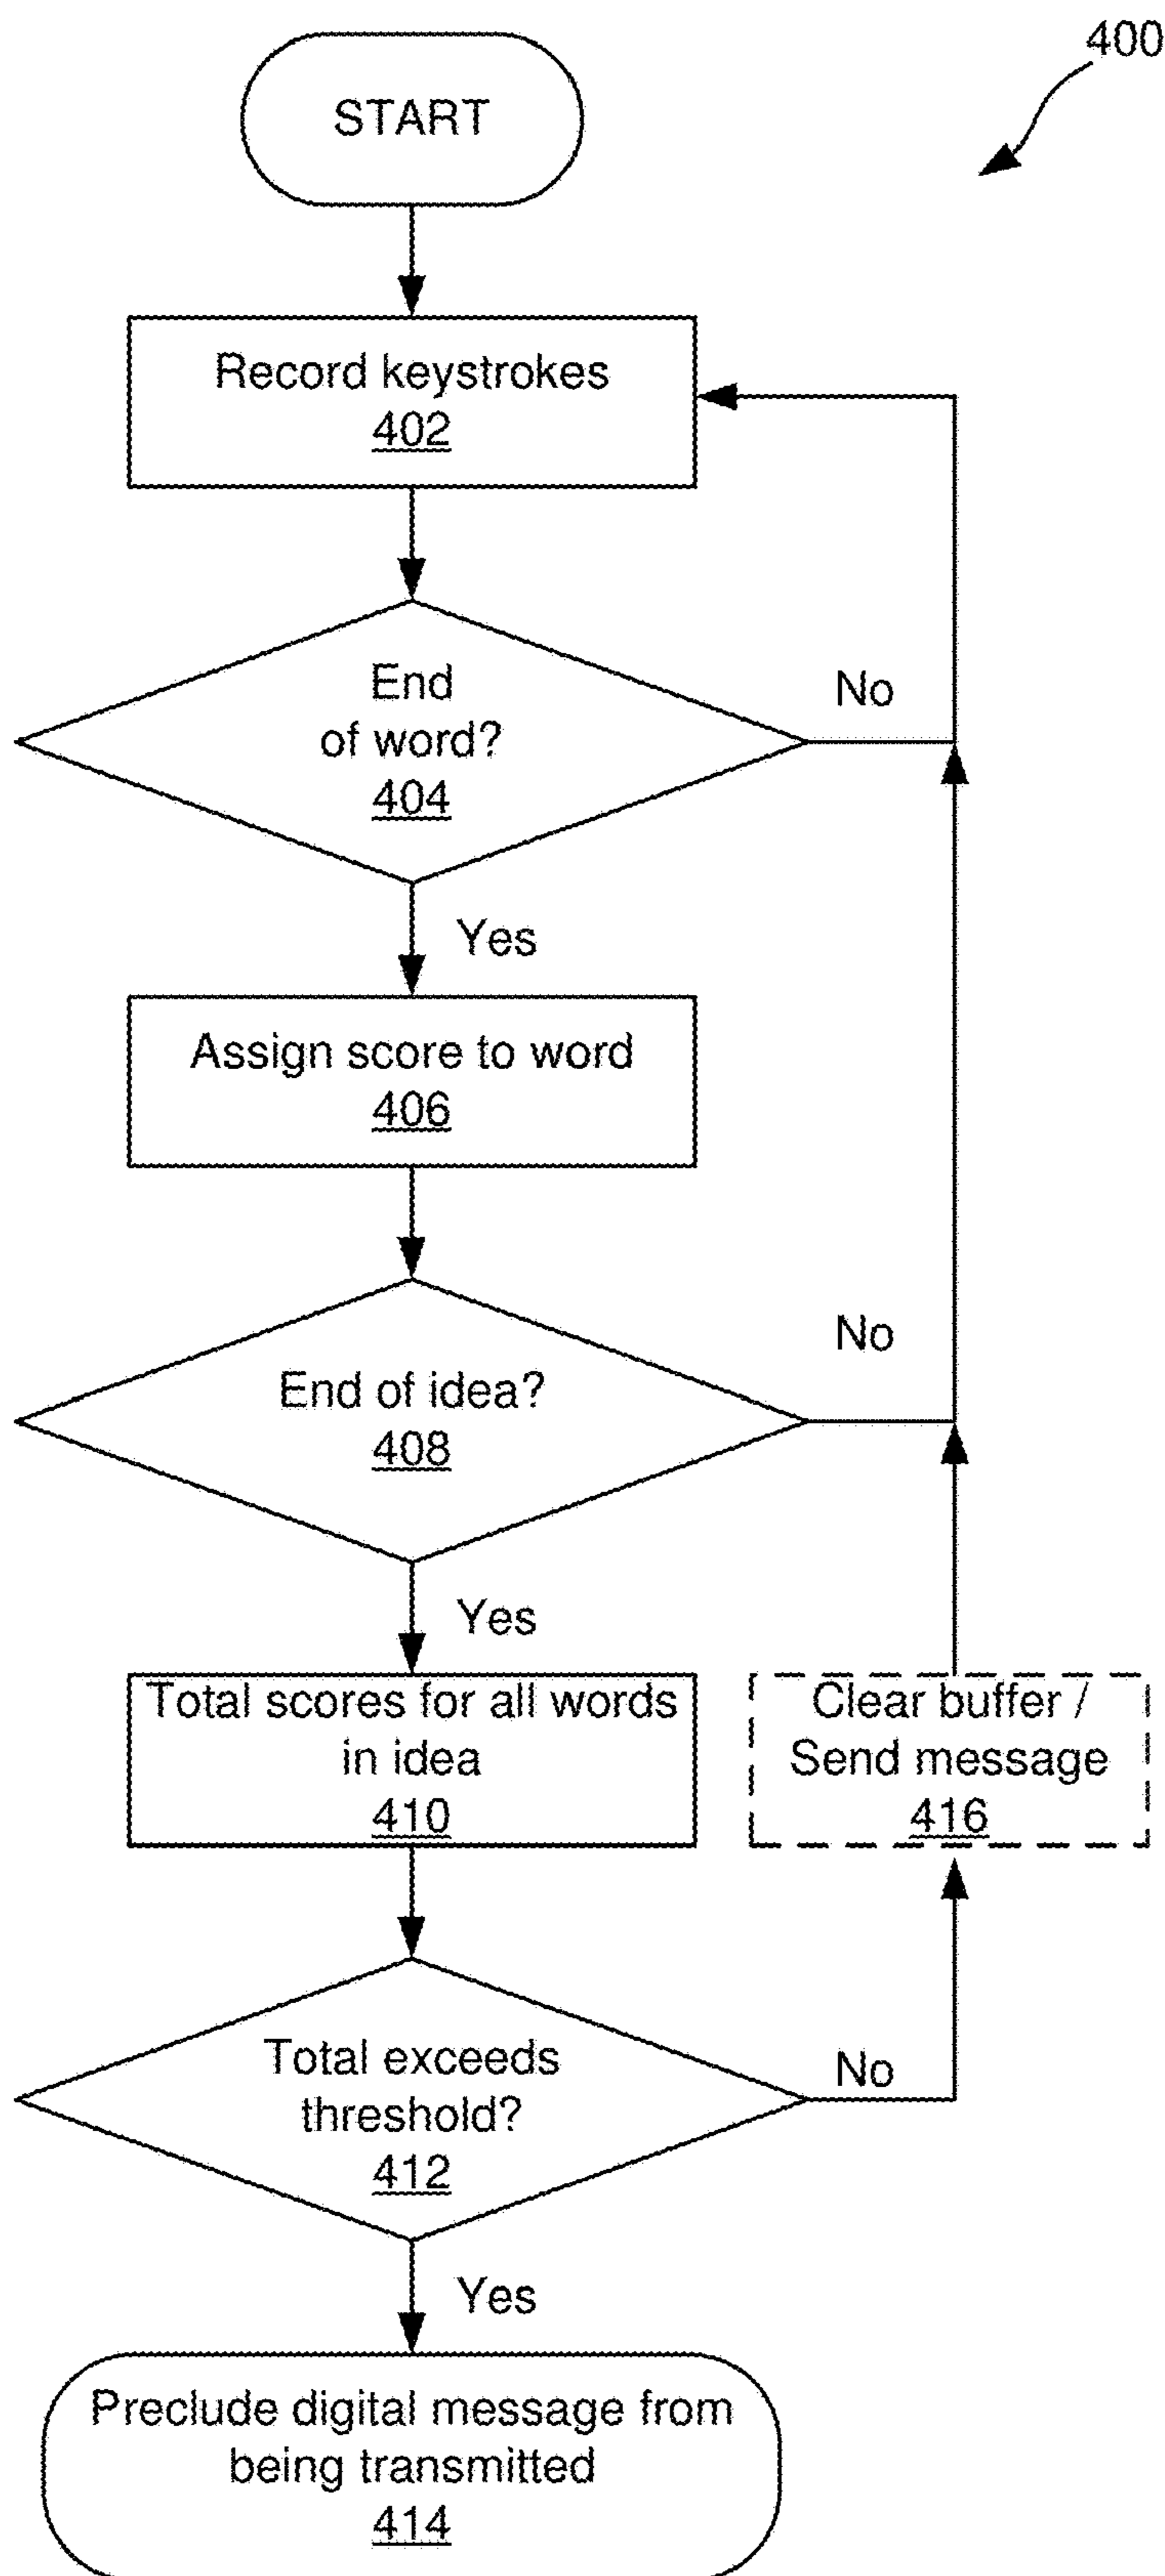 400
START
Record keystrokes
402
End
of word?
404
No
Yes
Assign score to word
406
End of idea?
408
No
Yes
Total scores for all words
in idea
410
Clear buffer /
Send message
416
Total exceeds
threshold?
412
No
Yes
Preclude digital message from
being transmitted
414